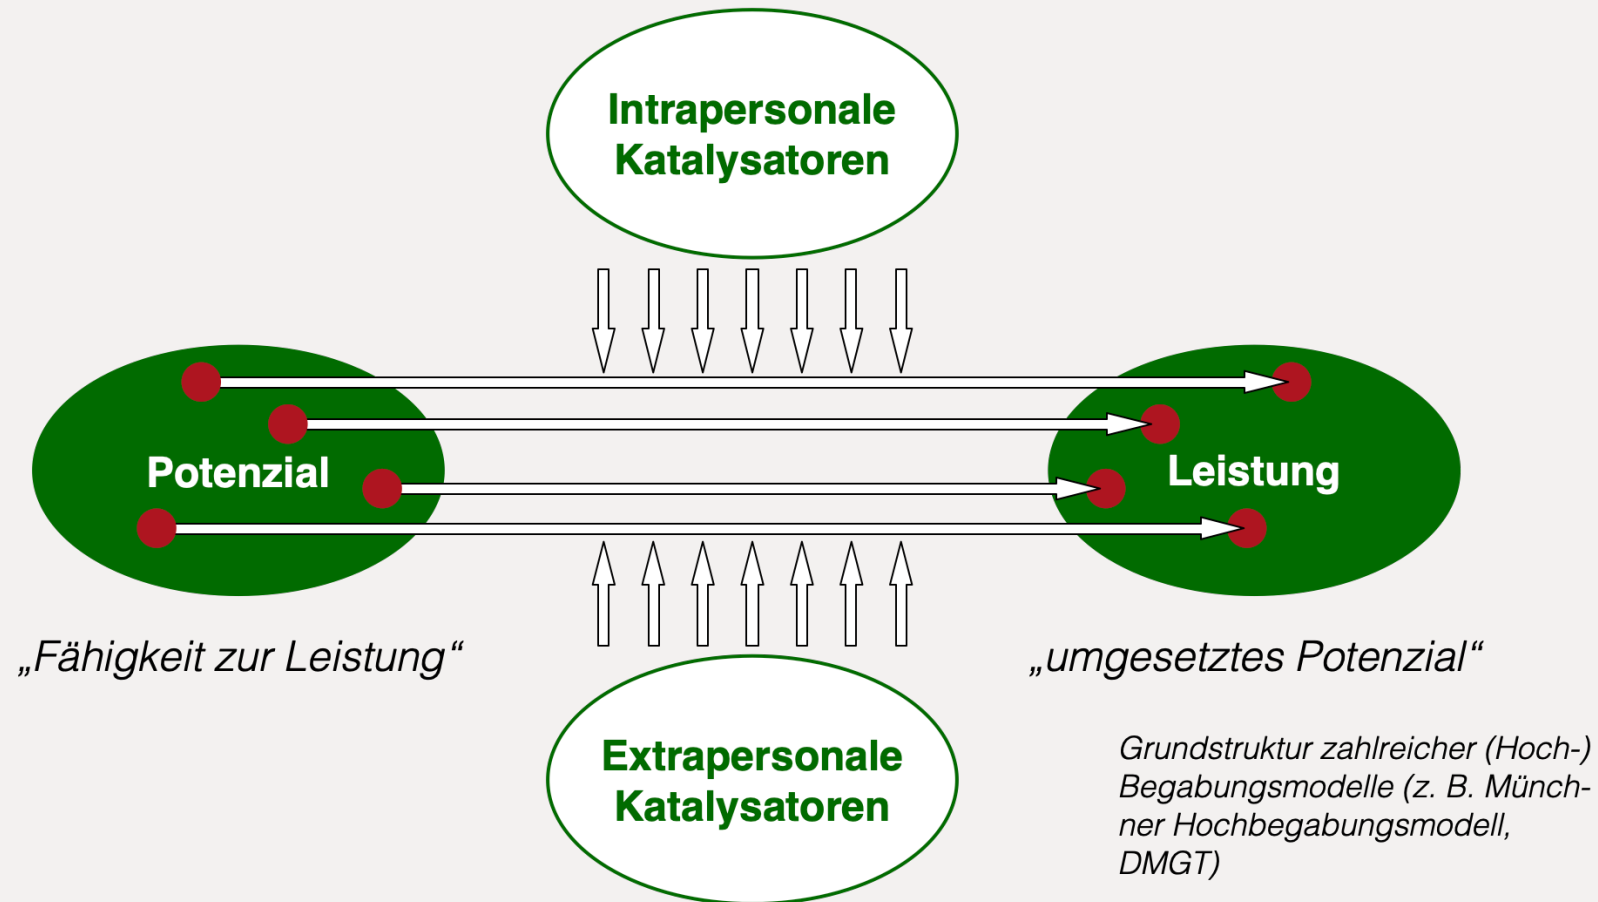 Intrapersonale
Katalysatoren
Potenzial
Leistung
„Fähigkeit zur Leistung“
„umgesetztes Potenzial“
Extrapersonale
Katalysatoren
Grundstruktur zahlreicher (Hoch-)
Begabungsmodelle (z. B. Münch-
ner Hochbegabungsmodell,
DMGT)